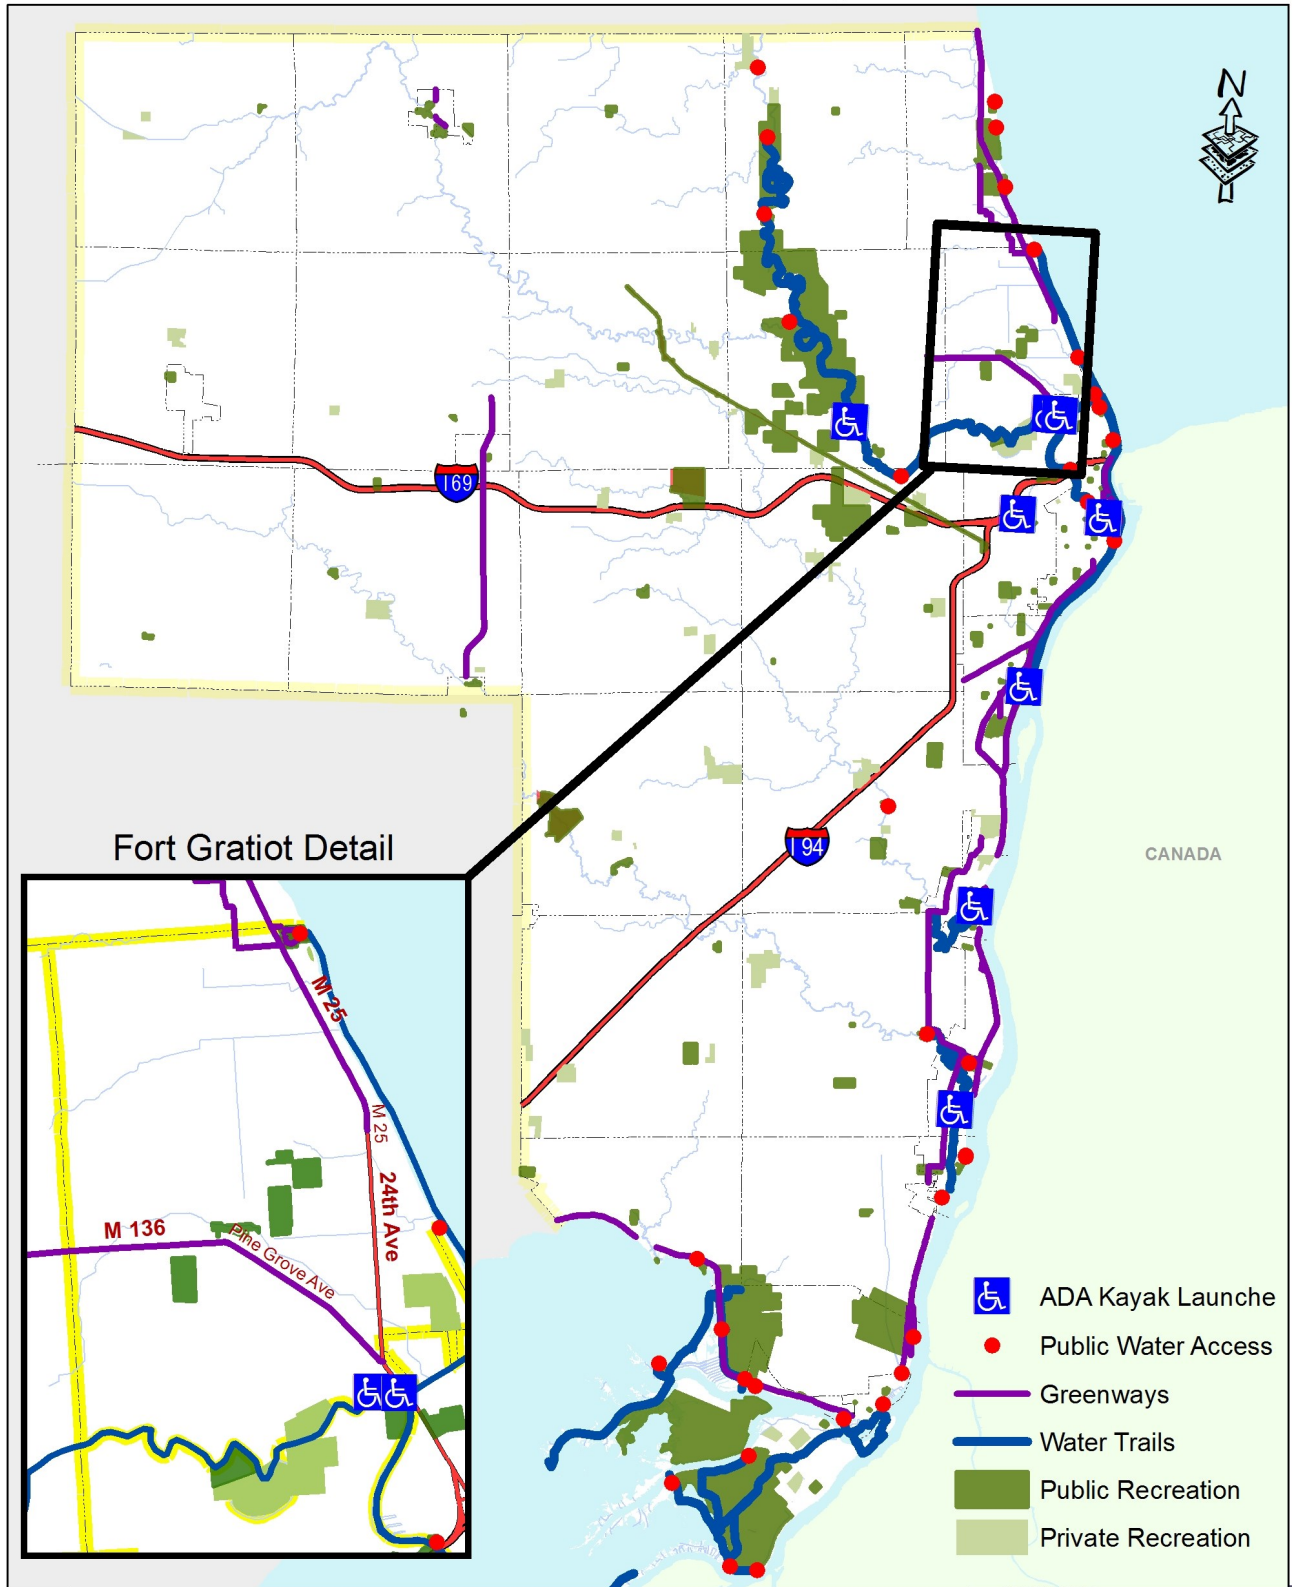 N
I 69
I 94
CANADA
Fort Gratiot Detail
M 25
M 25
24th Ave
M 136
Pine Grove Ave
ADA Kayak Launche
Public Water Access
Greenways
Water Trails
Public Recreation
Private Recreation